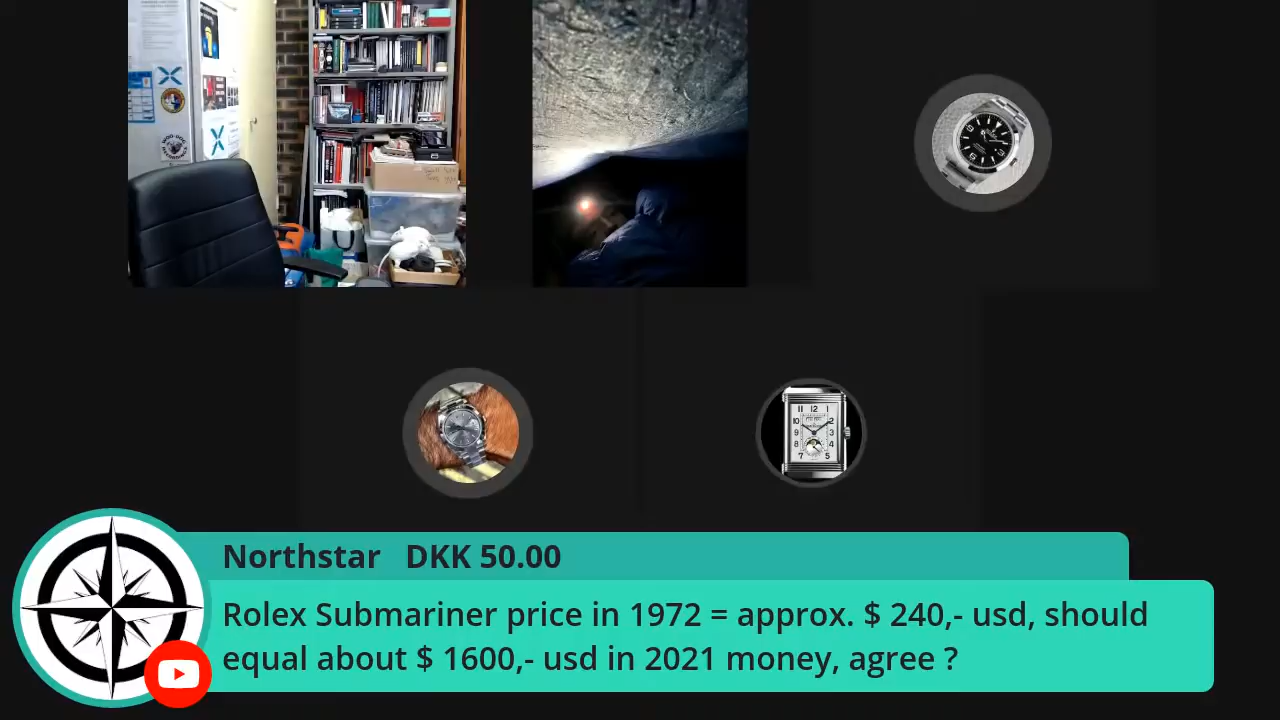 Northstar DKK 50.00
Rolex Submariner price in 1972 = approx. $ 240,- usd, should
equal about $ 1600,- usd in 2021 money, agree ?